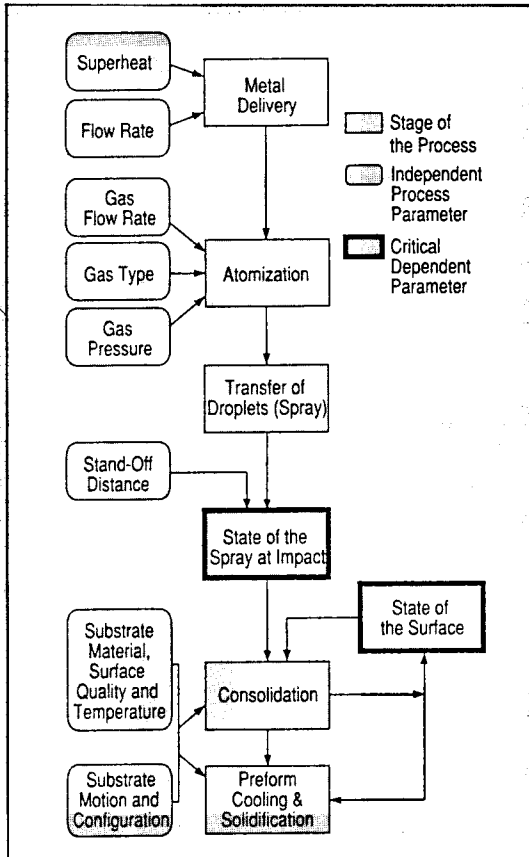 Superheat
Flow Rate
Metal
Delivery
Stage of
the Process
Independent
Process
Parameter
Critical
Dependent
Parameter
Gas
Flow Rate
Gas Type
Gas
Pressure
Atomization
Transfer of
Droplets (Spray)
Stand-Off
Distance
State of the
Spray at Impact
State of
the Surface
Substrate
Material,
Surface
Quality and
Temperature
Consolidation
Substrate
Motion and
Configuration
Preform
Cooling &
Solidification